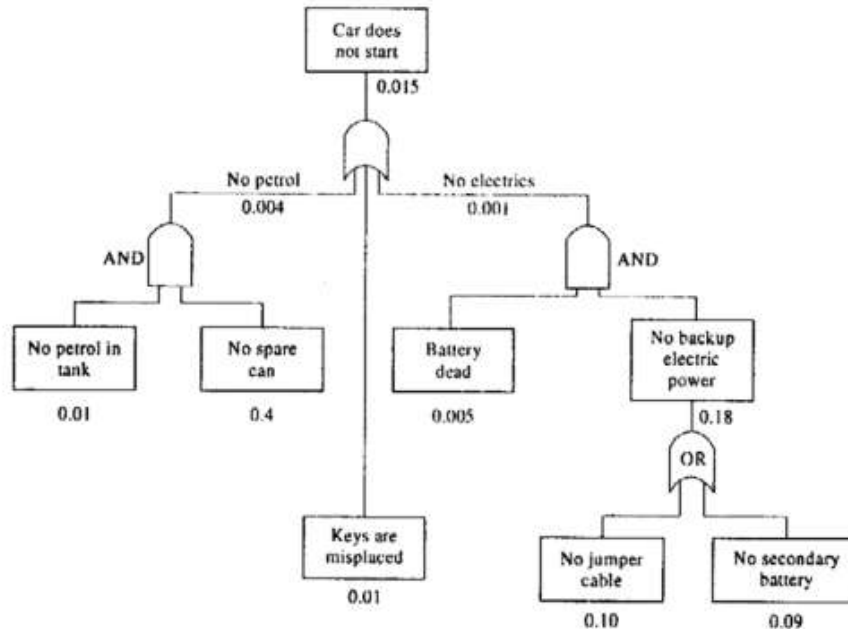 Car does
not start
0.015
No petrol
0.004
No electrics
0.001
AND
AND
No petrol in
tank
0.01
No spare
can
0.4
Battery
dead
0.005
No backup
electric
power
0.18
OR
Keys are
misplaced
0.01
No jumper
cable
0.10
No secondary
battery
0.09